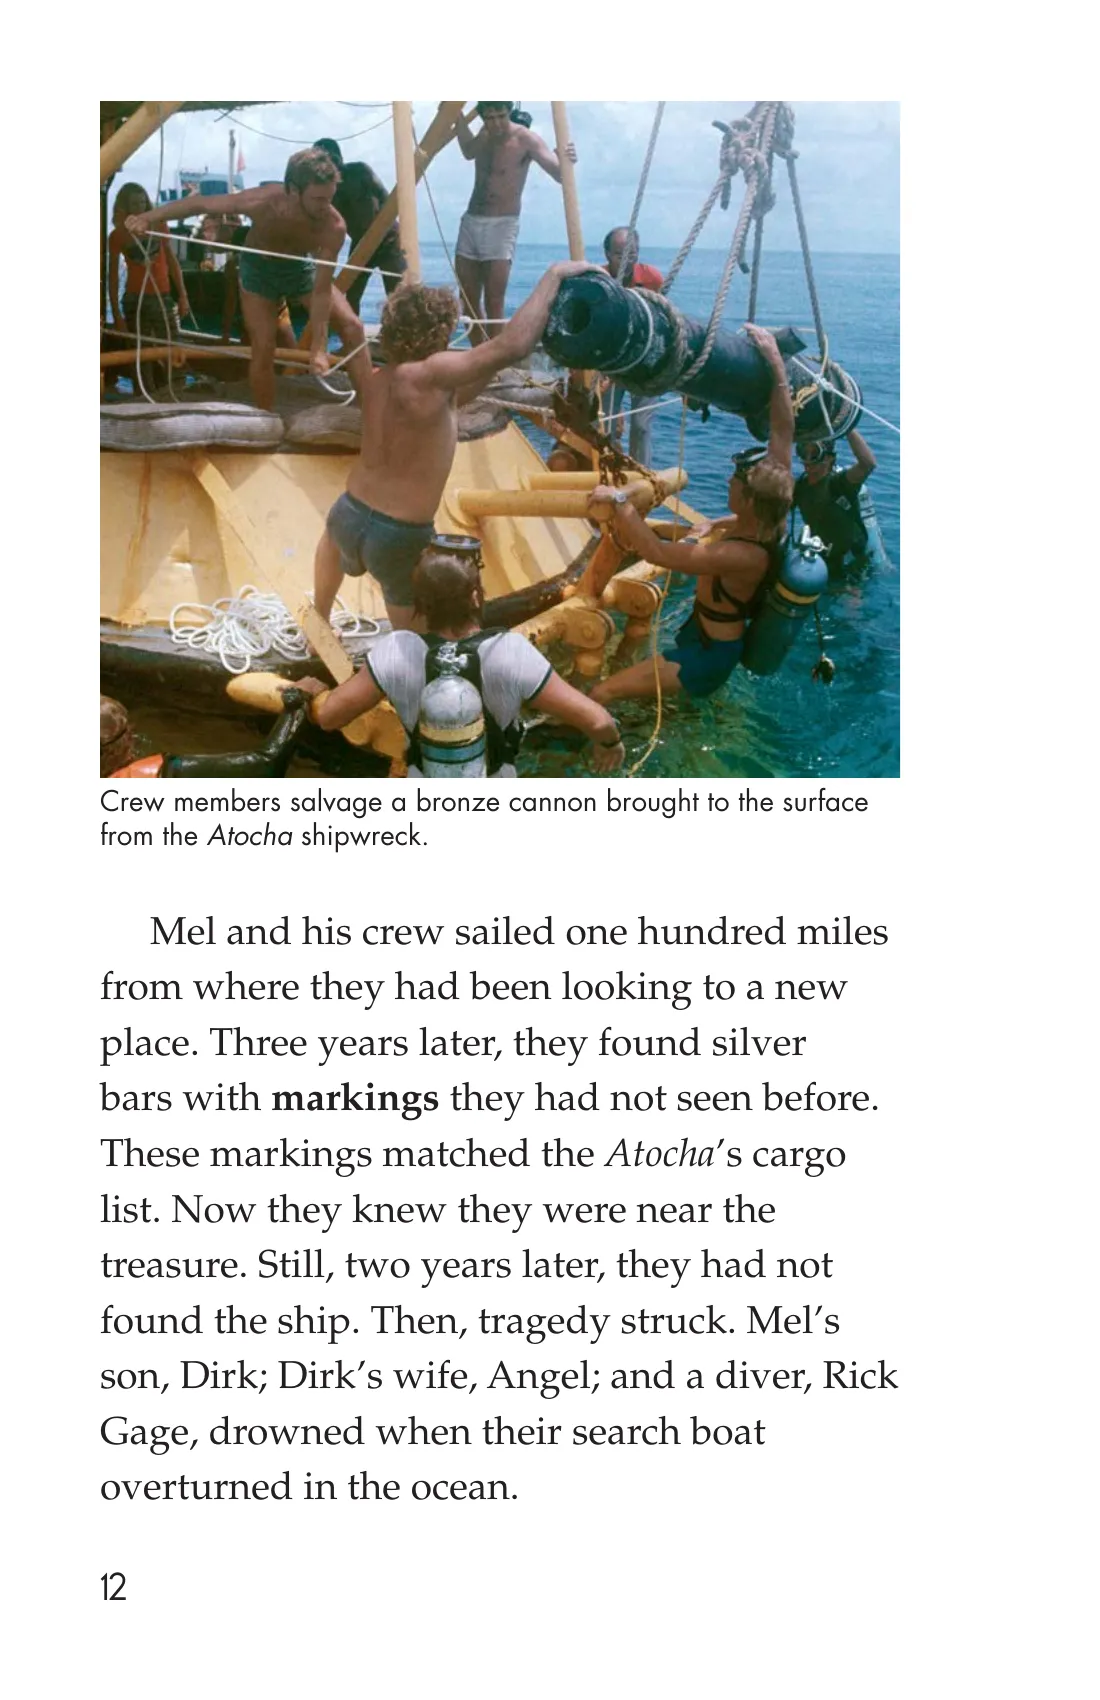 Crew members salvage a bronze cannon brought to the surface
from the Atocha shipwreck.
Mel and his crew sailed one hundred miles
from where they had been looking to a new
place. Three years later, they found silver
bars with markings they had not seen before.
These markings matched the Atocha’s cargo
list. Now they knew they were near the
treasure. Still, two years later, they had not
found the ship. Then, tragedy struck. Mel’s
son, Dirk; Dirk’s wife, Angel; and a diver, Rick
Gage, drowned when their search boat
overturned in the ocean.
12